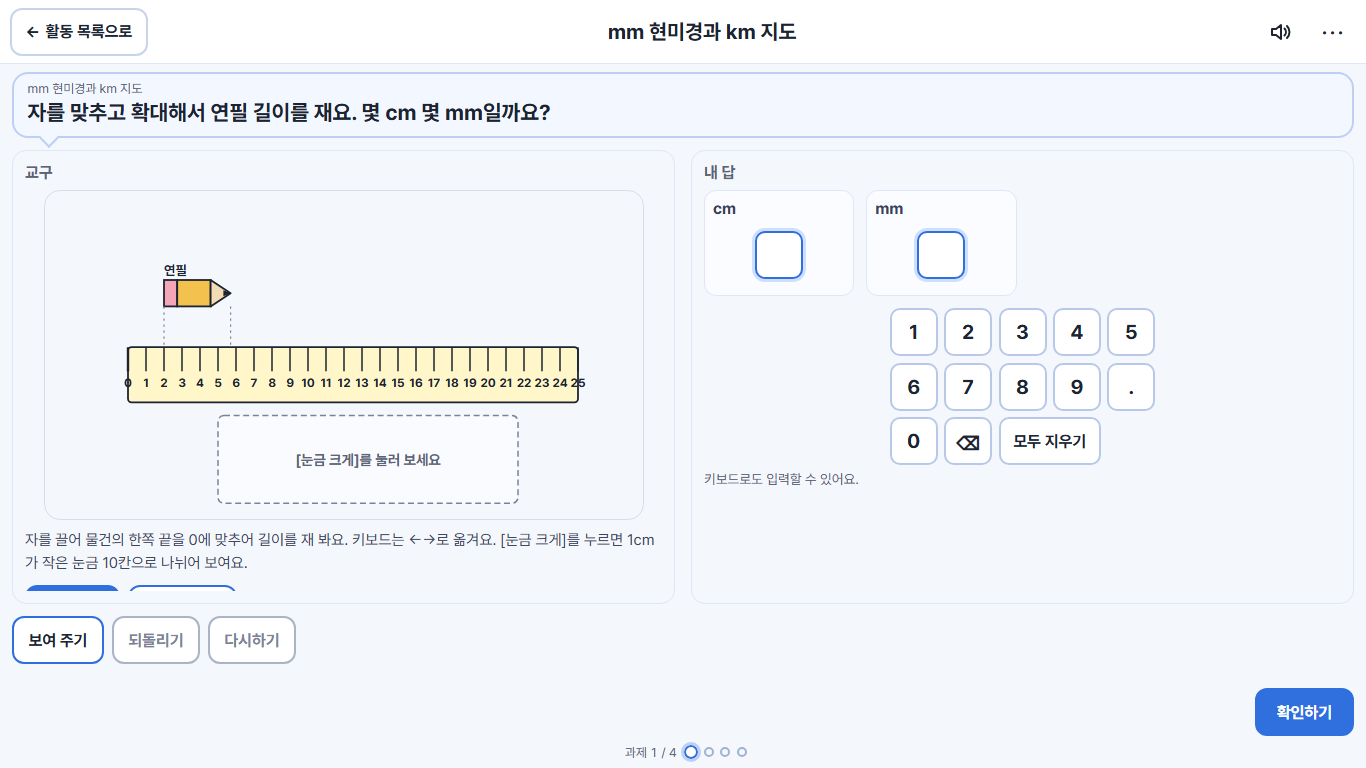 ← 활동 목록으로
mm 현미경과 km 지도
mm 현미경과 km 지도
자를 맞추고 확대해서 연필 길이를 재요. 몇 cm 몇 mm일까요?
교구
연필
0 1 2 3 4 5 6 7 8 9 10 11 12 13 14 15 16 17 18 19 20 21 22 23 24 25
[눈금 크게]를 눌러 보세요
자를 끌어 물건의 한쪽 끝을 0에 맞추어 길이를 재 봐요. 키보드는 ←→로 옮겨요. [눈금 크게]를 누르면 1cm
가 작은 눈금 10칸으로 나뉘어 보여요.
내 답
cm mm
1 2 3 4 5
6 7 8 9 .
0 ⌫ 모두 지우기
키보드로도 입력할 수 있어요.
보여 주기 되돌리기 다시하기
확인하기
과제 1 / 4